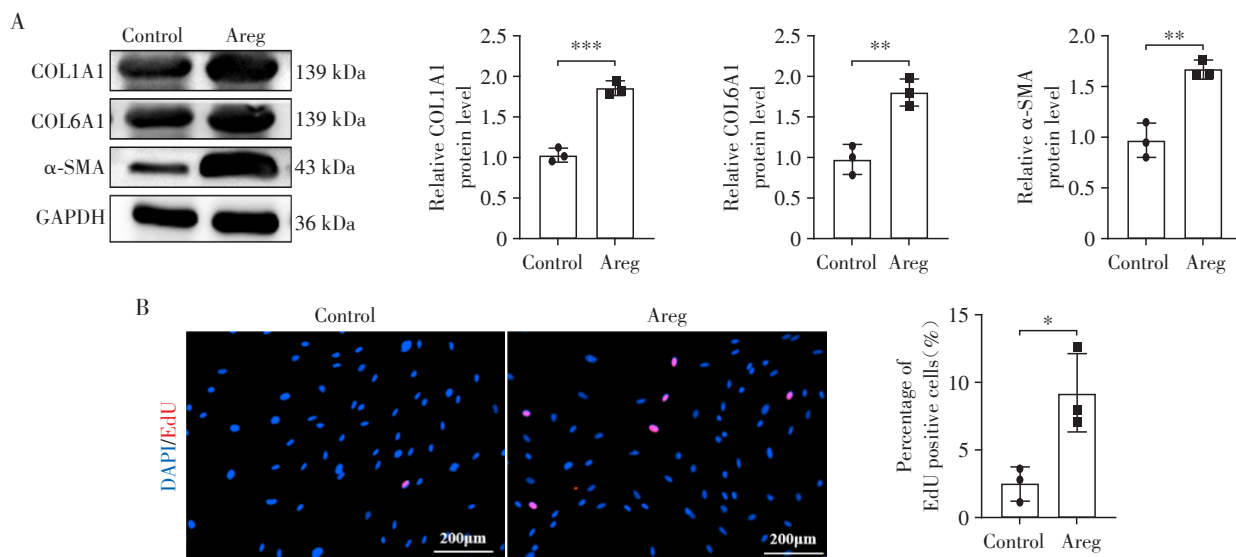 A
Control Areg
COL1A1 139 kDa
COL6A1 139 kDa
α-SMA 43 kDa
GAPDH 36 kDa
Relative COL1A1
protein level
2.5
2.0
1.5
1.0
0.5
0
***
Control Areg
Relative COL6A1
protein level
2.5
2.0
1.5
1.0
0.5
0
**
Control Areg
Relative α-SMA
protein level
2.0
1.5
1.0
0.5
0
**
Control Areg
B
Control Areg
DAPI/EdU
200μm
200μm
Percentage of
EdU positive cells(%)
15
10
5
0
*
Control Areg